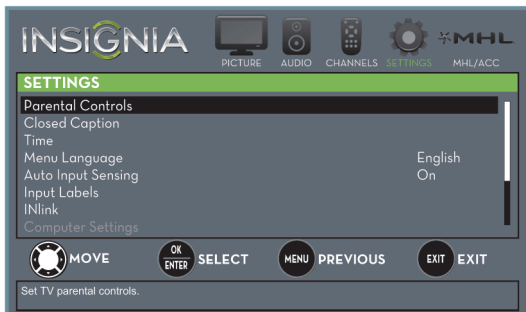 INSIGNIA
PICTURE AUDIO CHANNELS SETTINGS MHL/ACC
MHL
SETTINGS
Parental Controls
Closed Caption
Time
Menu Language English
Auto Input Sensing On
Input Labels
INlink
Computer Settings
MOVE OK ENTER SELECT MENU PREVIOUS EXIT EXIT
Set TV parental controls.